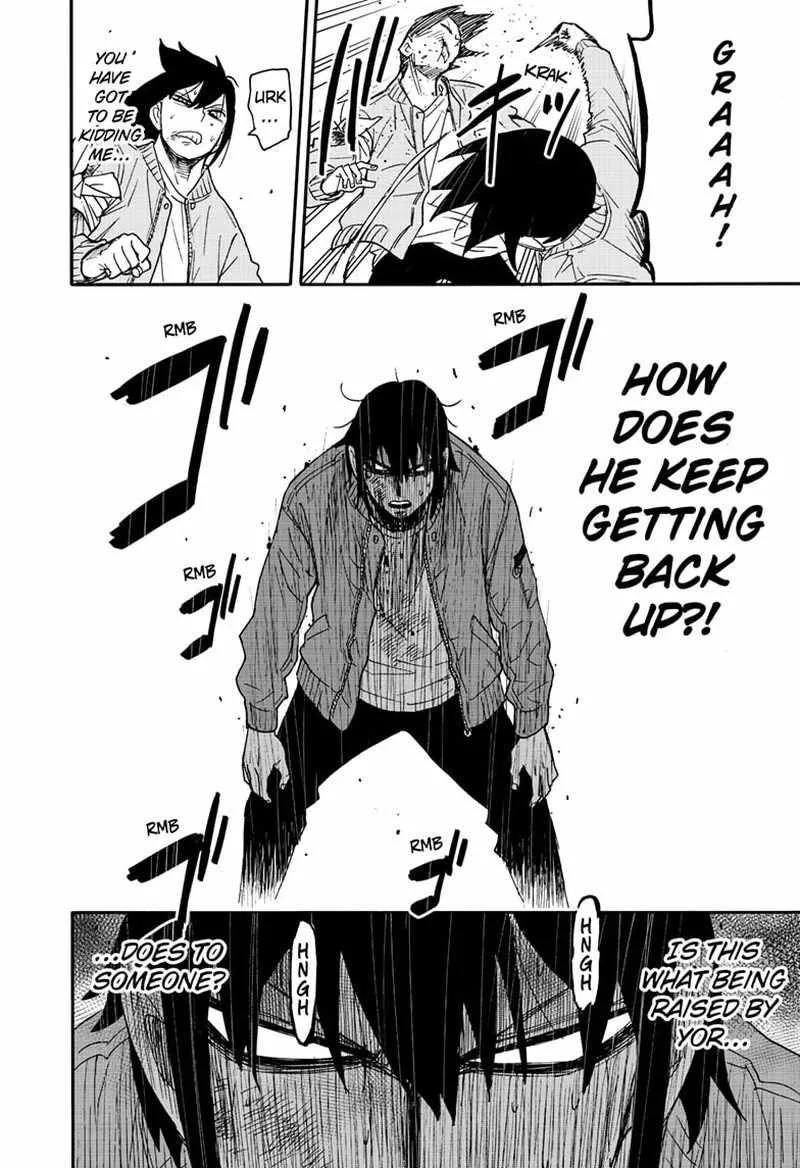 GRAAAH!
KRAK
ドッ
URK
...
YOU
HAVE
GOT
TO BE
KIDDING
ME...
HOW
DOES
HE KEEP
GETTING
BACK
UP?!
RMB
ゴ
RMB
ゴ
RMB
ゴ
RMB
ゴ
RMB
ゴ
IS THIS
WHAT BEING
RAISED BY
YOR...
HNGH
HNGH
...DOES TO
SOMEONE?